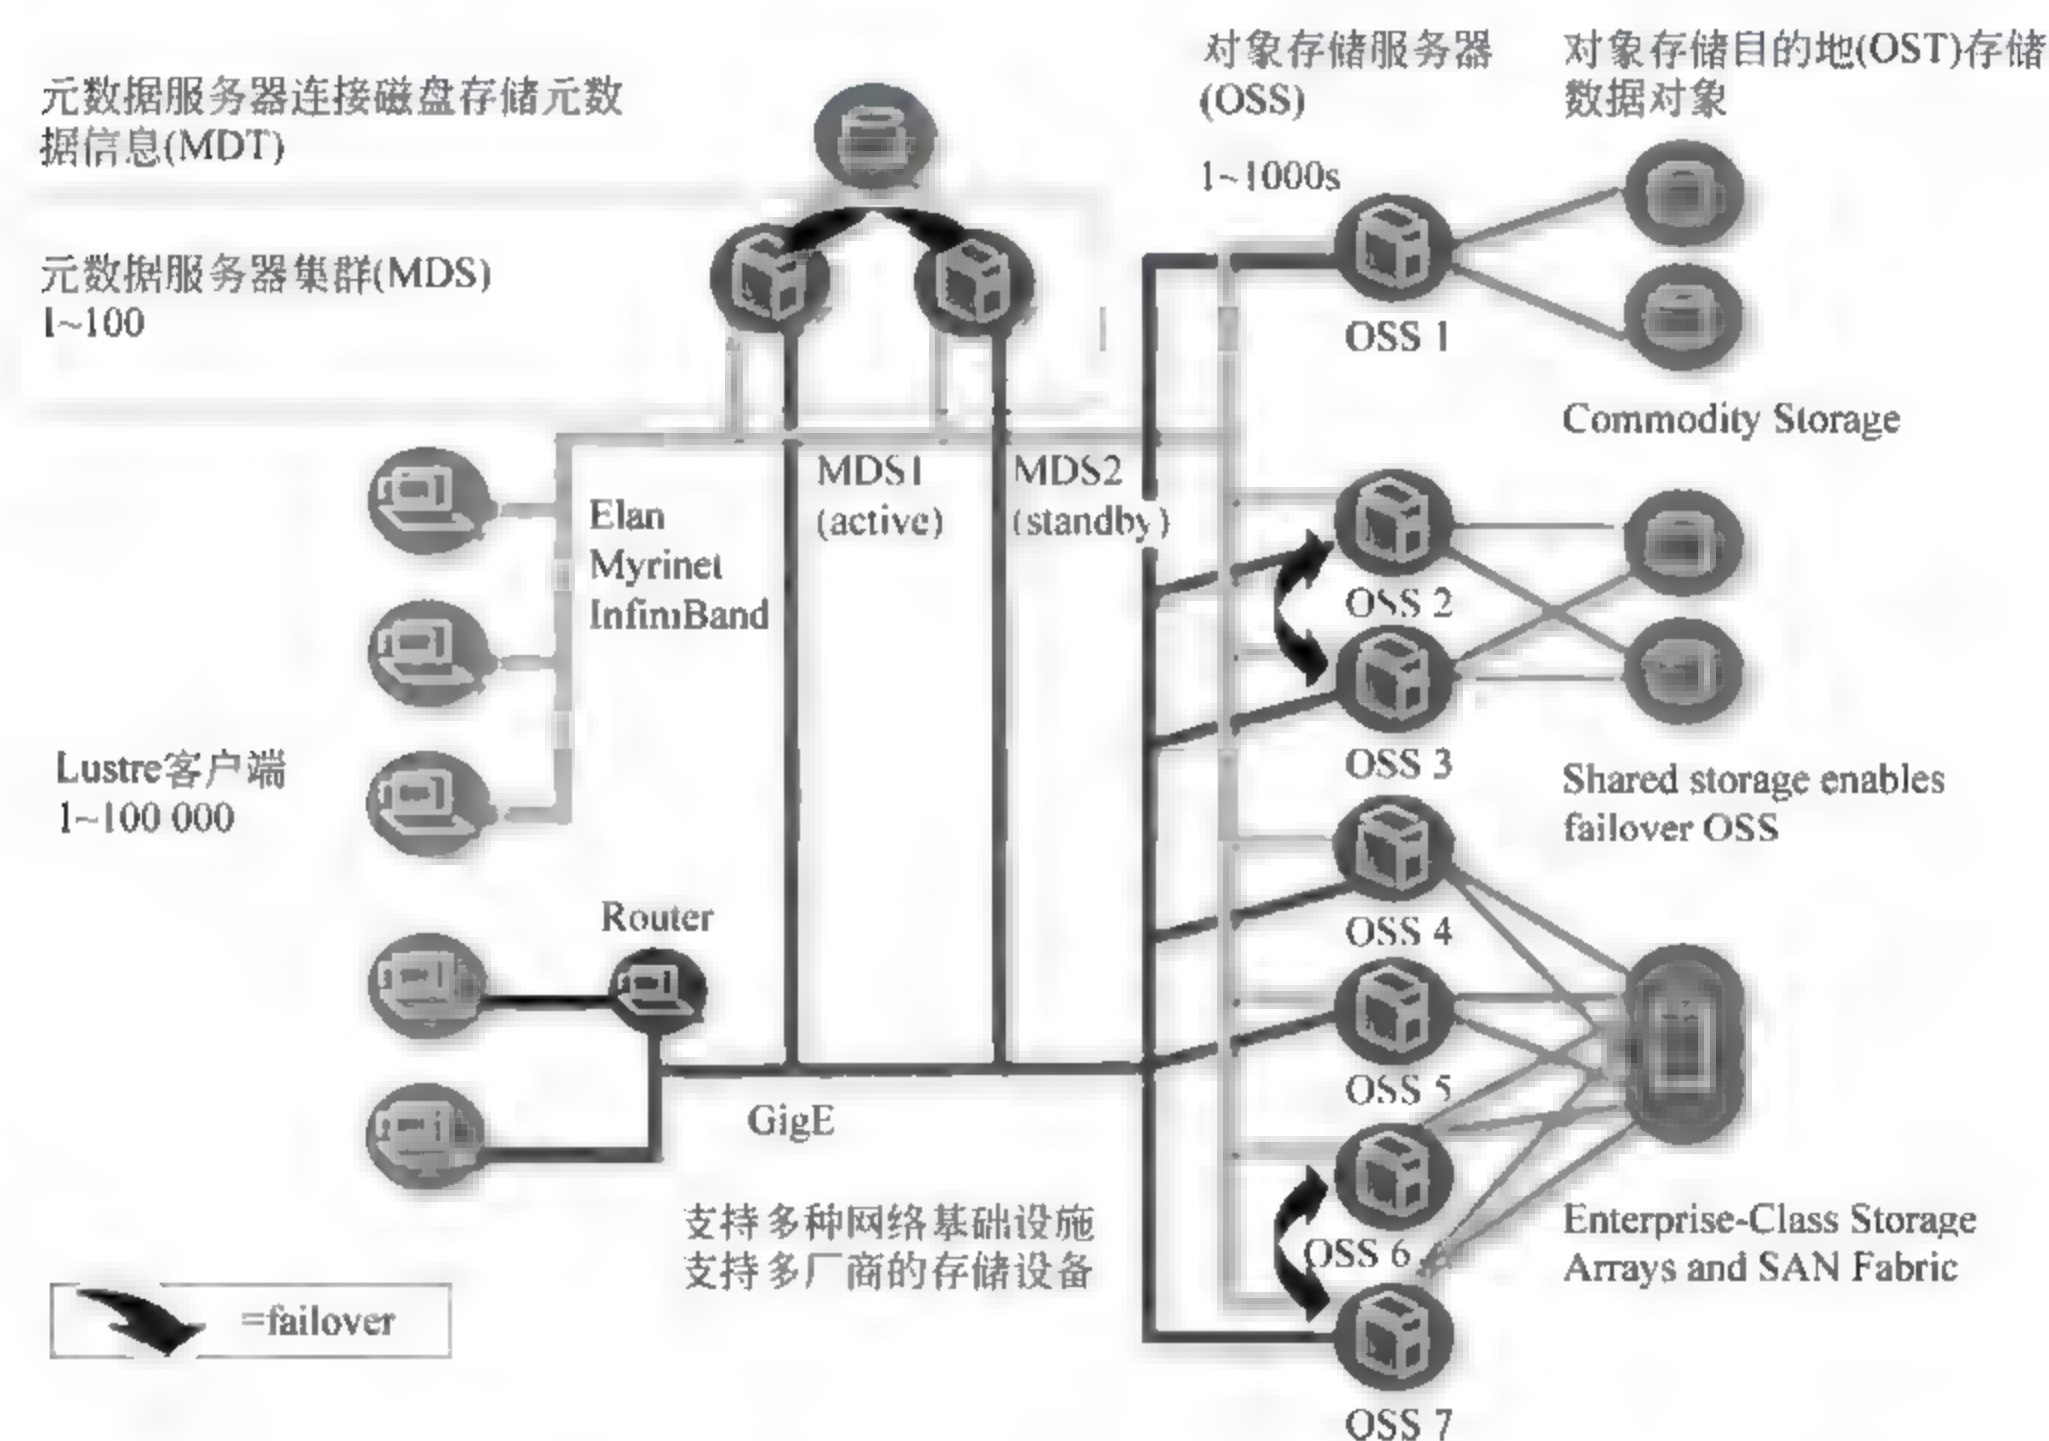 元数据服务器连接磁盘存储元数
据信息(MDT)
对象存储服务器
(OSS)
1~1000s
对象存储目的地(OST)存储
数据对象
元数据服务器集群(MDS)
1~100
OSS 1
Commodity Storage
MDS1
(active)
MDS2
(standby)
Elan
Myrinet
InfiniBand
OSS 2
OSS 3
Shared storage enables
failover OSS
Lustre客户端
1~100 000
Router
OSS 4
OSS 5
GigE
OSS 6
Enterprise-Class Storage
Arrays and SAN Fabric
支持多种网络基础设施
支持多厂商的存储设备
=failover
OSS 7